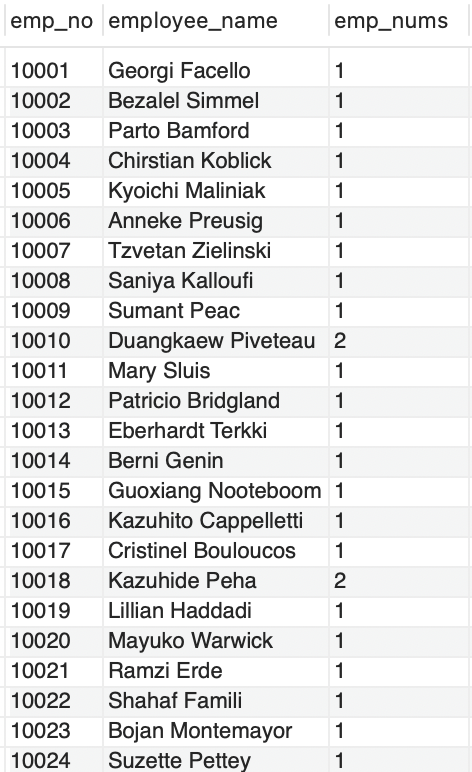 emp_no employee_name emp_nums
10001 Georgi Facello 1
10002 Bezalel Simmel 1
10003 Parto Bamford 1
10004 Chirstian Koblick 1
10005 Kyoichi Maliniak 1
10006 Anneke Preusig 1
10007 Tzvetan Zielinski 1
10008 Saniya Kalloufi 1
10009 Sumant Peac 1
10010 Duangkaew Piveteau 2
10011 Mary Sluis 1
10012 Patricio Bridgland 1
10013 Eberhardt Terkki 1
10014 Berni Genin 1
10015 Guoxiang Nooteboom 1
10016 Kazuhito Cappelletti 1
10017 Cristinel Bouloucos 1
10018 Kazuhide Peha 2
10019 Lillian Haddadi 1
10020 Mayuko Warwick 1
10021 Ramzi Erde 1
10022 Shahaf Famili 1
10023 Bojan Montemayor 1
10024 Suzette Pettey 1